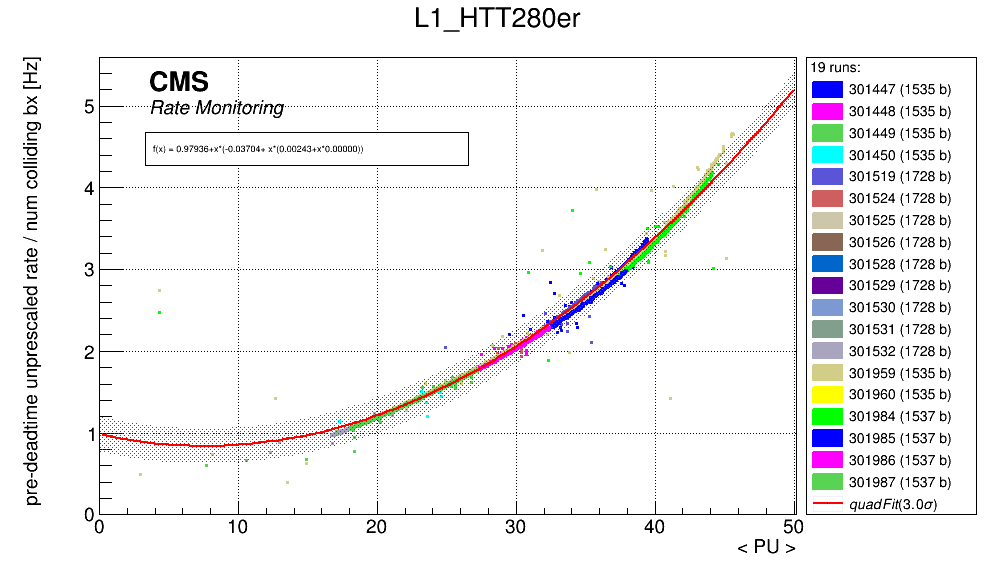 L1_HTT280er
pre-deadtime unprescaled rate / num colliding bx [Hz]
CMS
Rate Monitoring
f(x) = 0.97936+x*(-0.03704+ x*(0.00243+x*0.00000))
5
4
3
2
1
0
0 10 20 30 40 50
< PU >
19 runs:
301447 (1535 b)
301448 (1535 b)
301449 (1535 b)
301450 (1535 b)
301519 (1728 b)
301524 (1728 b)
301525 (1728 b)
301526 (1728 b)
301528 (1728 b)
301529 (1728 b)
301530 (1728 b)
301531 (1728 b)
301532 (1728 b)
301959 (1535 b)
301960 (1535 b)
301984 (1537 b)
301985 (1537 b)
301986 (1537 b)
301987 (1537 b)
quadFit(3.0σ)